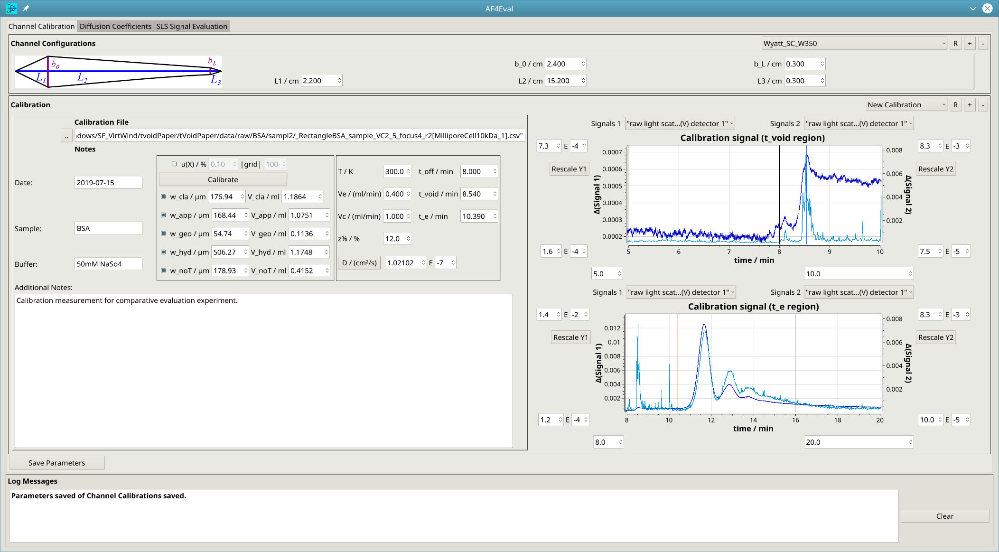 AF4Eval
Channel Calibration Diffusion Coefficients SLS Signal Evaluation
Channel Configurations Wyatt_SC_W350 R + -
b0 bL
L1 L2 L3
b_0 / cm 2.400 b_L / cm 0.300
L1 / cm 2.200 L2 / cm 15.200 L3 / cm 0.300
Calibration New Calibration R + -
Calibration File
.. ıdows/SF_VirtWind/tvoidPaper/tVoidPaper/data/raw/BSA/sampl2/_RectangleBSA_sample_VC2_5_focus4_r2[MilliporeCell10kDa_1].csv"
Notes
Date: 2019-07-15
Sample: BSA
Buffer: 50mM NaSo4
u(X) / % 0.10 |grid| 100
Calibrate
w_cla / µm 176.94 V_cla / ml 1.1864
w_app / µm 168.44 V_app / ml 1.0751
w_geo / µm 54.74 V_geo / ml 0.1136
w_hyd / µm 506.27 V_hyd / ml 1.1748
w_noT / µm 178.93 V_noT / ml 0.4152
T / K 300.0 t_off / min 8.000
Ve / (ml/min) 0.400 t_void / min 8.540
Vc / (ml/min) 1.000 t_e / min 10.390
z% / % 12.0
D / (cm²/s) 1.02102 E -7
Additional Notes:
Calibration measurement for comparative evaluation experiment.
Signals 1 "raw light scat...(V) detector 1" Signals 2 "raw light scat...(V) detector 1"
Calibration signal (t_void region)
7.3 E -4 8.3 E -3
Rescale Y1 Rescale Y2
1.6 E -4 7.5 E -5
Δ(Signal 1)
0.0007
0.0006
0.0005
0.0004
0.0003
0.0002
0.008
0.006
0.004
0.002
Δ(Signal 2)
5 6 7 8 9 10
time / min
5.0 10.0
Signals 1 "raw light scat...(V) detector 1" Signals 2 "raw light scat...(V) detector 1"
Calibration signal (t_e region)
1.4 E -2 8.3 E -3
Rescale Y1 Rescale Y2
1.2 E -4 10.0 E -5
Δ(Signal 1)
0.012
0.01
0.008
0.006
0.004
0.002
0.008
0.006
0.004
0.002
Δ(Signal 2)
8 10 12 14 16 18 20
time / min
8.0 20.0
Save Parameters
Log Messages
Parameters saved of Channel Calibrations saved.
Clear